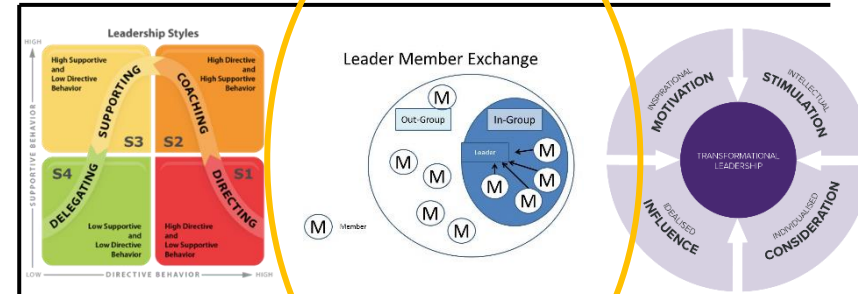 Leadership Styles
HIGH
High Supportive
and
Low Directive
Behavior
High Directive
and
High Supportive
Behavior
SUPPORTING
COACHING
S3
S2
S4
S1
DELEGATING
DIRECTING
Low Supportive
and
Low Directive
Behavior
High Directive
and
Low Supportive
Behavior
SUPPORTIVE BEHAVIOR
LOW
DIRECTIVE BEHAVIOR
HIGH
Leader Member Exchange
M
Out-Group
In-Group
Leader
M
M
M
M
M
M
M
M
M
M Member
INSPIRATIONAL
MOTIVATION
INTELLECTUAL
STIMULATION
TRANSFORMATIONAL
LEADERSHIP
IDEALISED
INFLUENCE
INDIVIDUALISED
CONSIDERATION